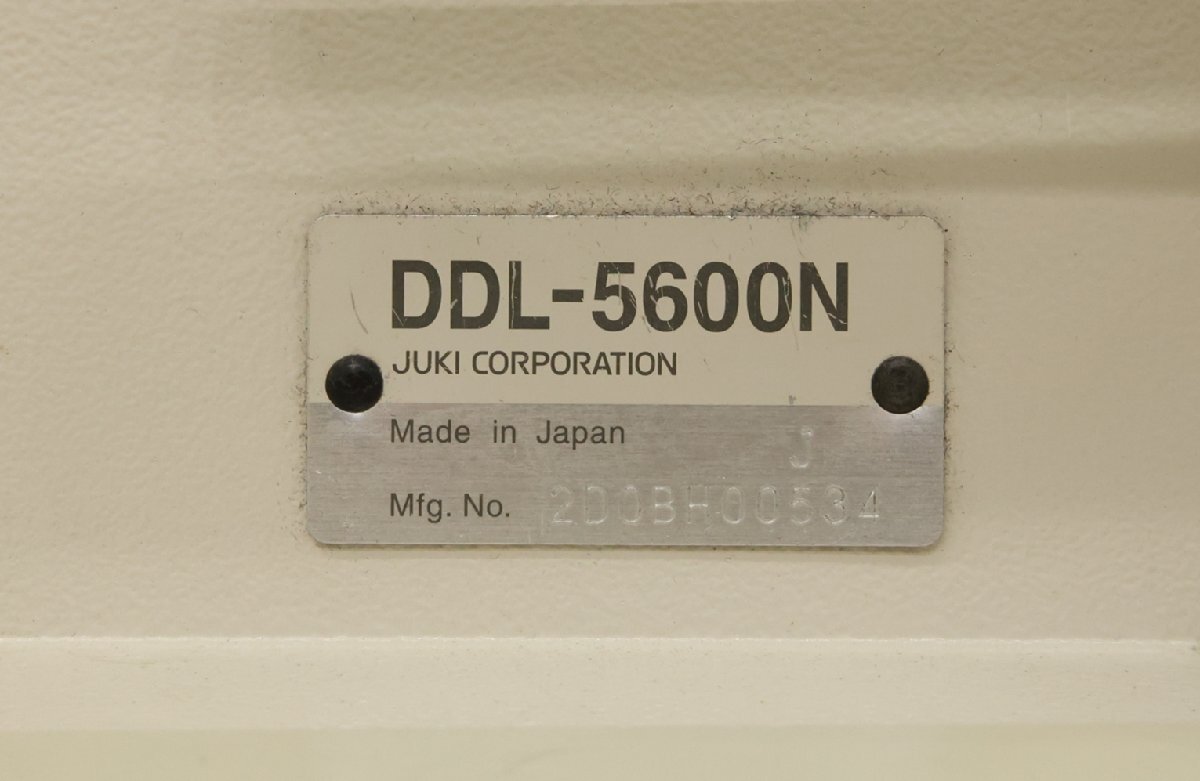 DDL-5600N
JUKI CORPORATION
Made in Japan
J
Mfg. No. 2D0BH00534